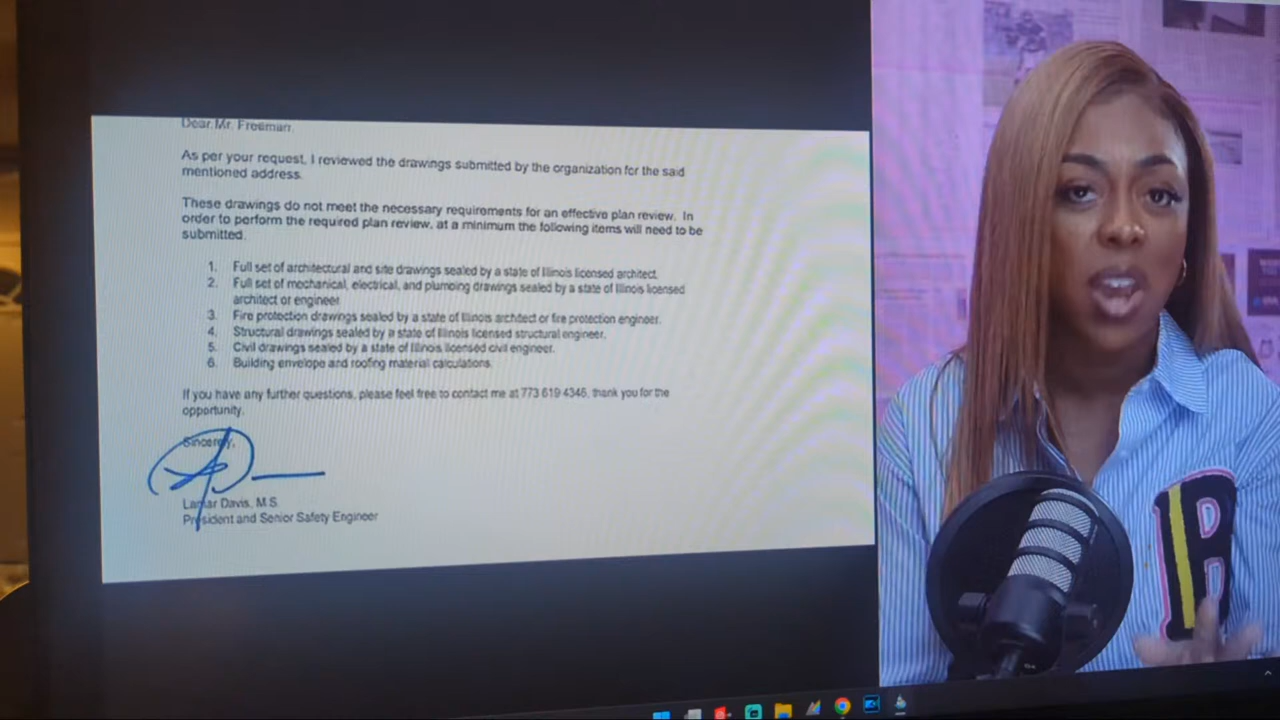 Dear Mr. Freeman,
As per your request, I reviewed the drawings submitted by the organization for the said
mentioned address.
These drawings do not meet the necessary requirements for an effective plan review. In
order to perform the required plan review, at a minimum the following items will need to be
submitted.
1. Full set of architectural and site drawings sealed by a state of Illinois licensed architect.
2. Full set of mechanical, electrical, and plumbing drawings sealed by a state of Illinois licensed
architect or engineer
3. Fire protection drawings sealed by a state of Illinois architect or fire protection engineer.
4. Structural drawings sealed by a state of Illinois licensed structural engineer.
5. Civil drawings sealed by a state of Illinois licensed civil engineer.
6. Building envelope and roofing material calculations.
If you have any further questions, please feel free to contact me at 773 619 4346, thank you for the
opportunity.
Sincerely,
Lamar Davis, M.S.
President and Senior Safety Engineer